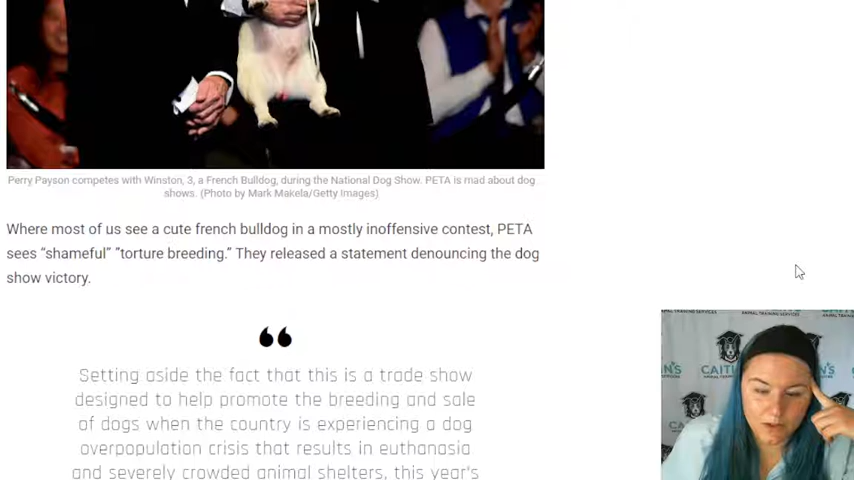 Perry Payson competes with Winston, 3, a French Bulldog, during the National Dog Show. PETA is mad about dog
shows. (Photo by Mark Makela/Getty Images)
Where most of us see a cute french bulldog in a mostly inoffensive contest, PETA
sees “shameful” ”torture breeding.” They released a statement denouncing the dog
show victory.
Setting aside the fact that this is a trade show
designed to help promote the breeding and sale
of dogs when the country is experiencing a dog
overpopulation crisis that results in euthanasia
and severely crowded animal shelters, this year's
ANIMAL TRAINING SERVICES